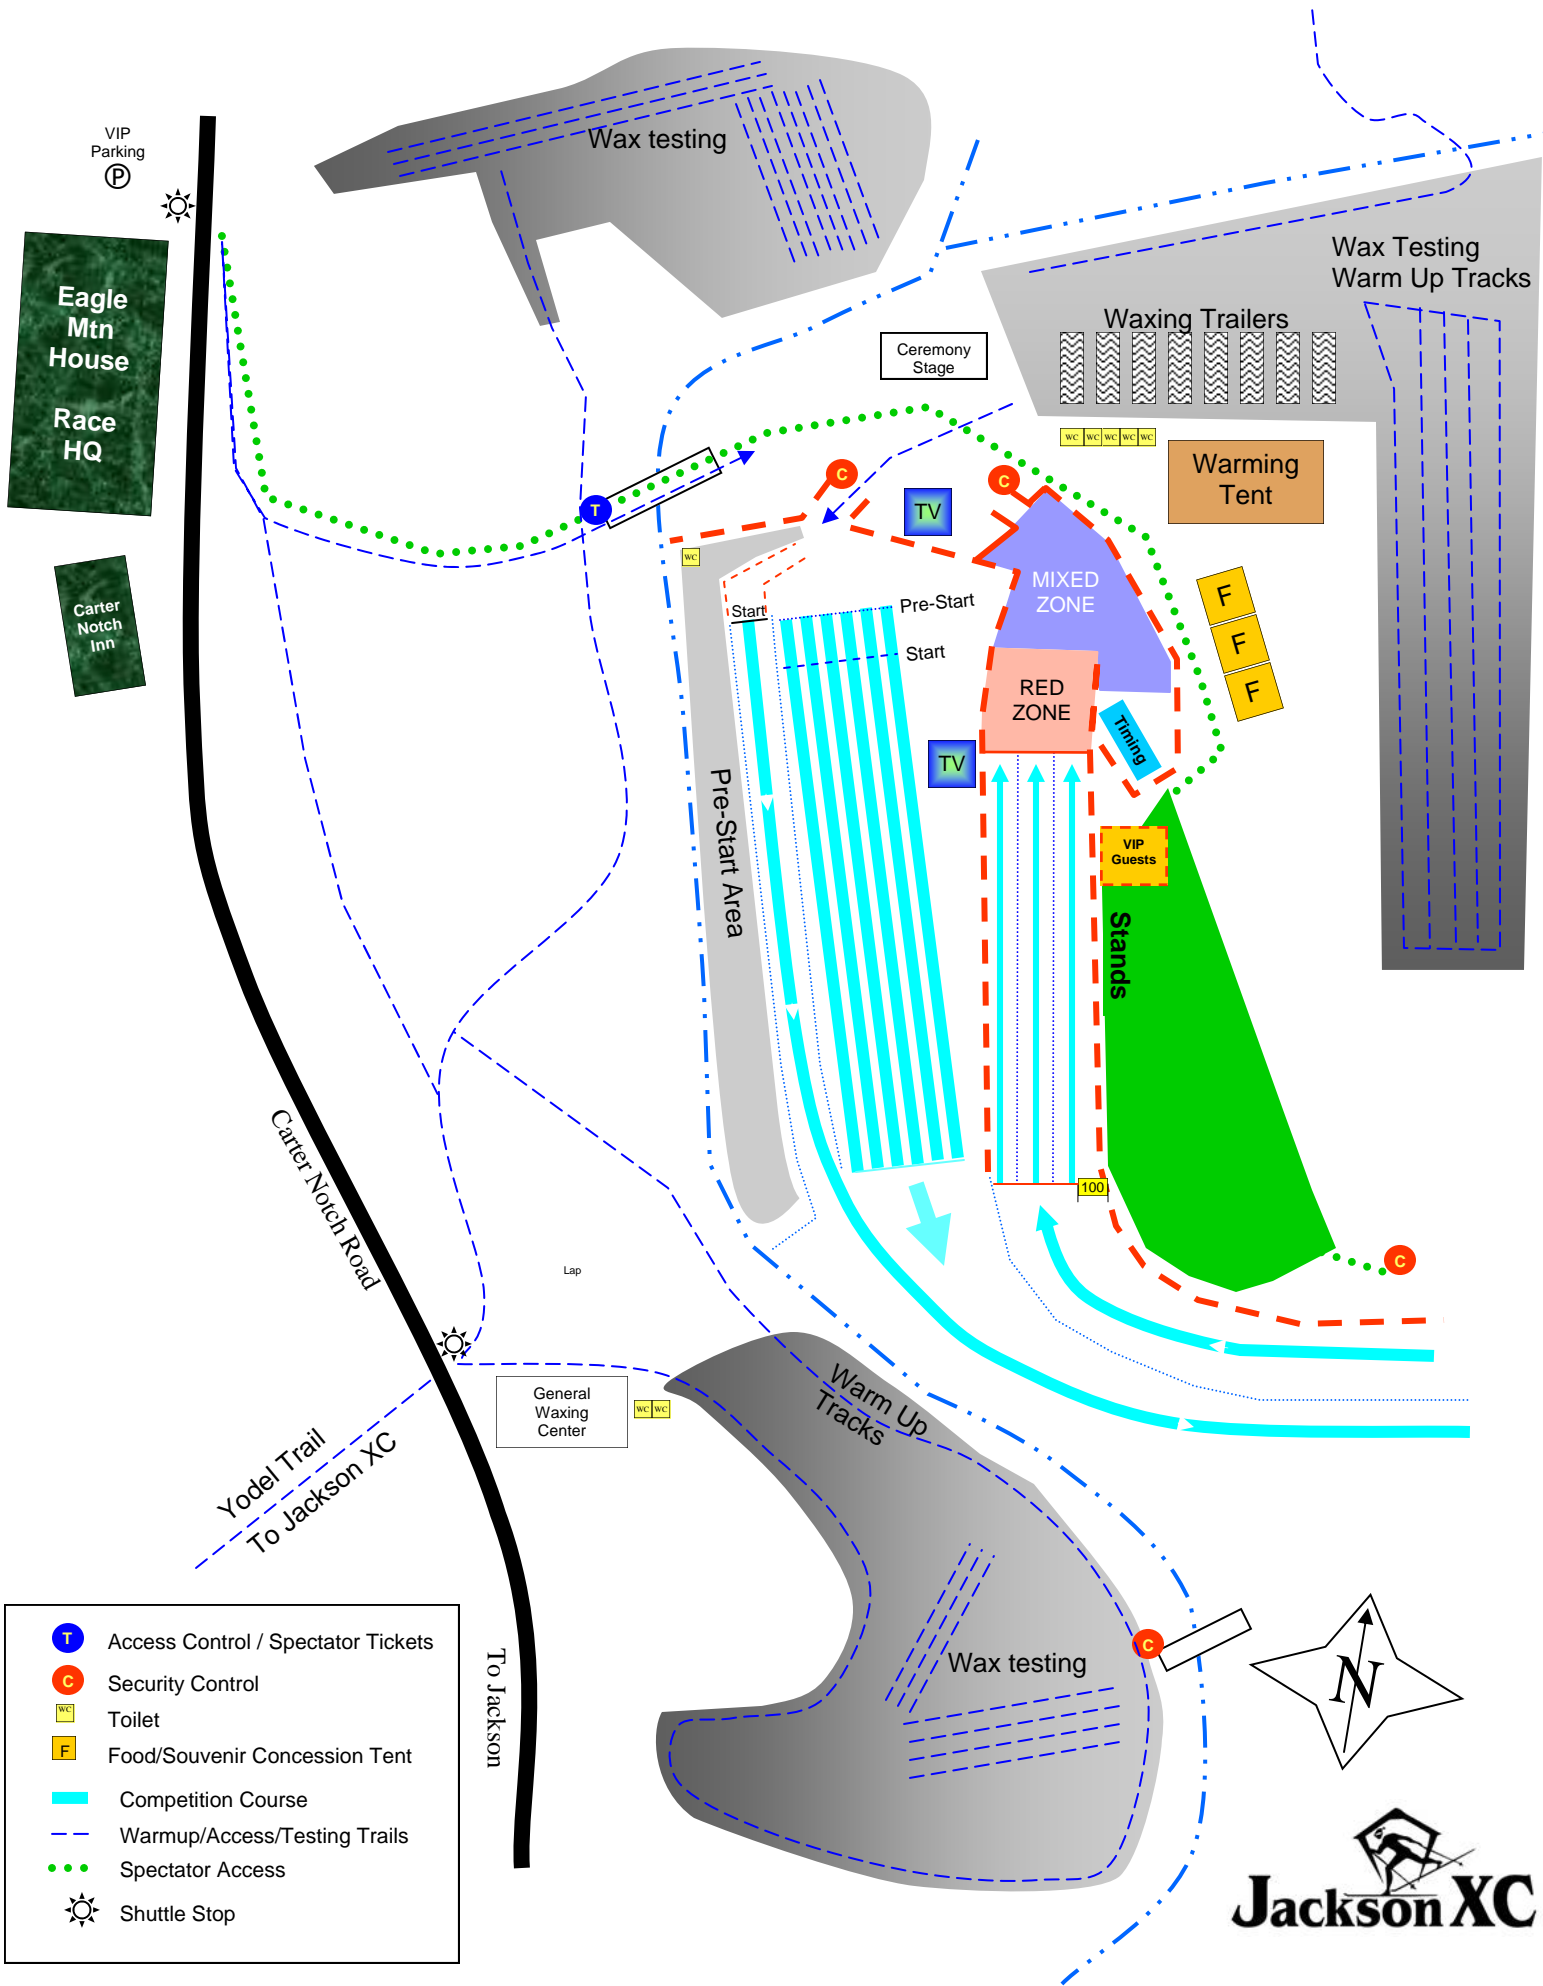 VIP
Parking
P
Wax testing
Wax Testing
Warm Up Tracks
Eagle
Mtn
House
Race
HQ
Waxing Trailers
Ceremony
Stage
WC WC WC WC WC
Warming
Tent
C
C
T
TV
WC
Carter
Notch
Inn
MIXED
ZONE
F
F
F
Start
Pre-Start
Start
RED
ZONE
Timing
TV
Pre-Start Area
VIP
Guests
Stands
Carter Notch Road
100
C
Lap
General
Waxing
Center
WC WC
Warm Up
Tracks
Yodel Trail
To Jackson XC
Wax testing
C
N
To Jackson
T Access Control / Spectator Tickets
C Security Control
WC Toilet
F Food/Souvenir Concession Tent
Competition Course
Warmup/Access/Testing Trails
Spectator Access
Shuttle Stop
Jackson XC